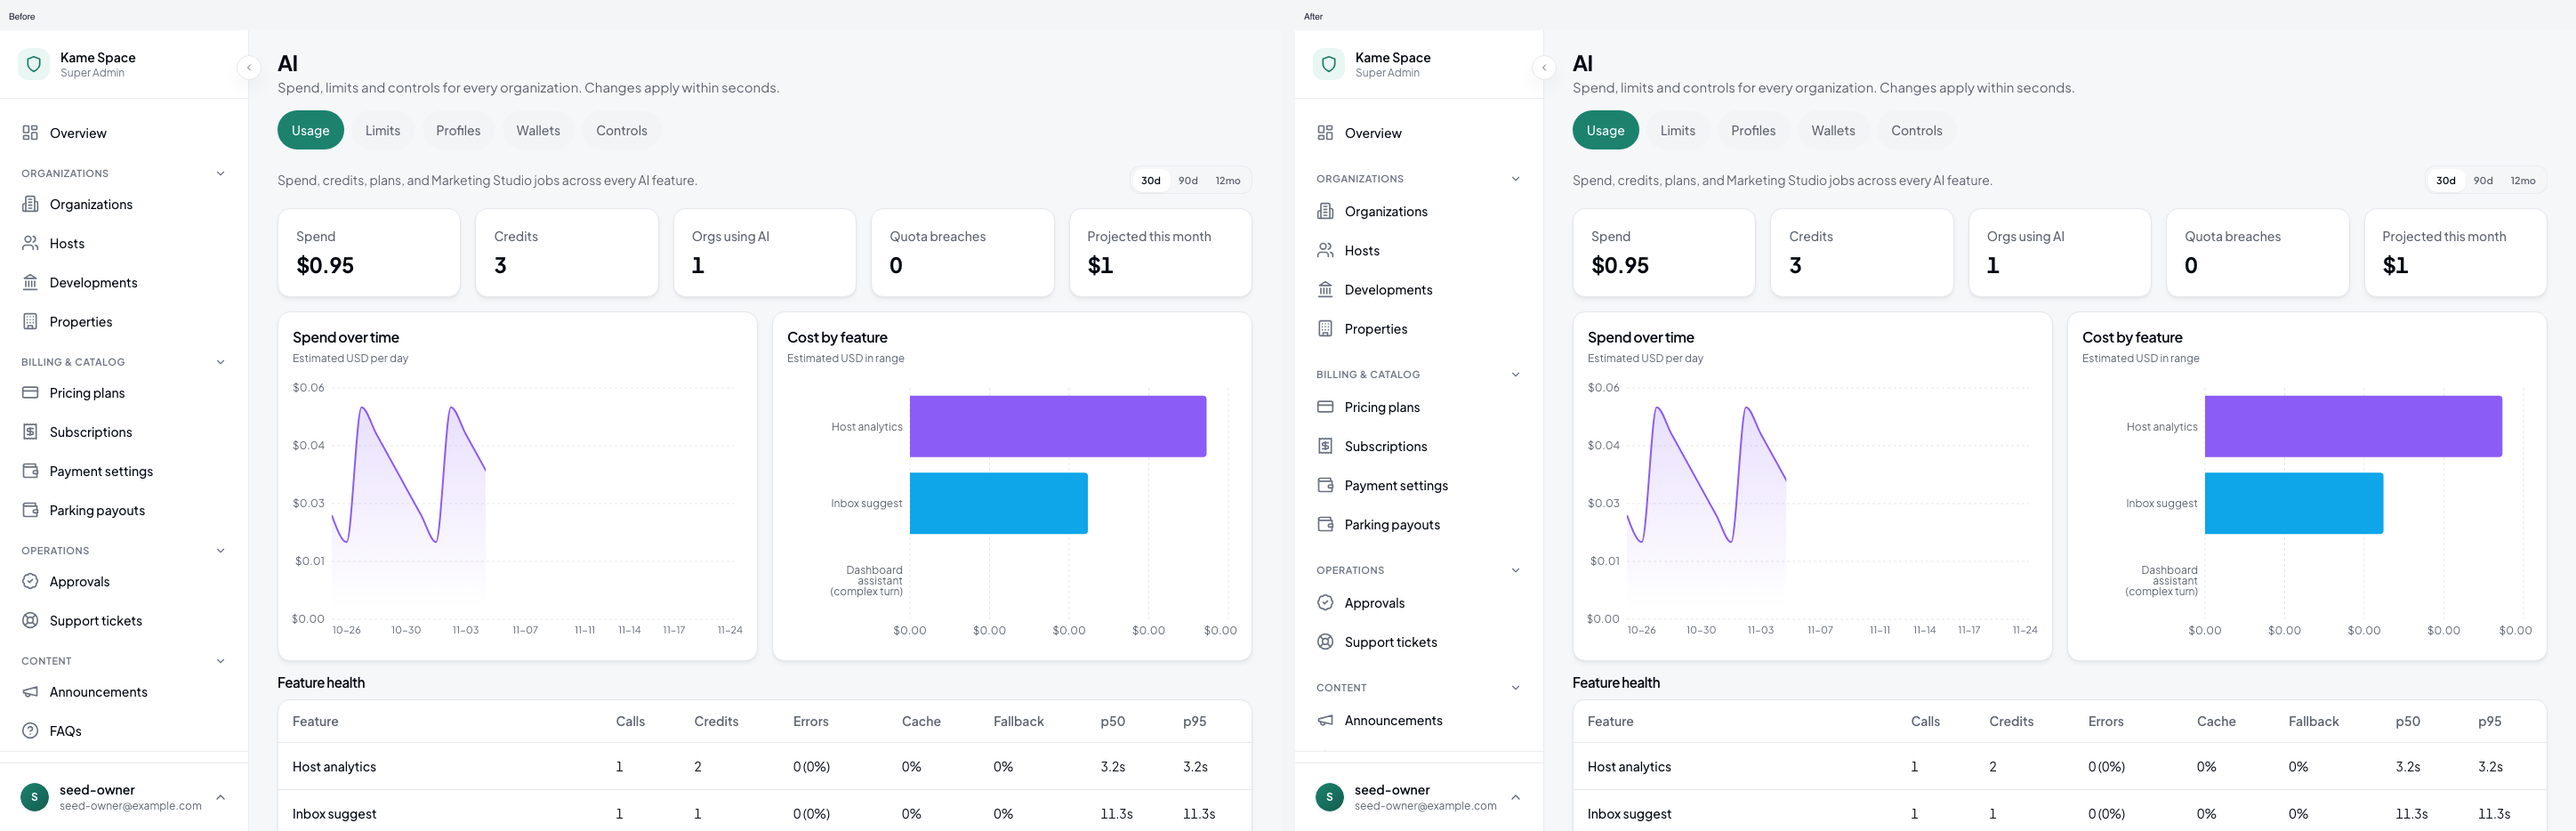 Before
Kame Space
Super Admin
Overview
ORGANIZATIONS
Organizations
Hosts
Developments
Properties
BILLING & CATALOG
Pricing plans
Subscriptions
Payment settings
Parking payouts
OPERATIONS
Approvals
Support tickets
CONTENT
Announcements
FAQs
S
seed-owner
seed-owner@example.com
AI
Spend, limits and controls for every organization. Changes apply within seconds.
Usage Limits Profiles Wallets Controls
Spend, credits, plans, and Marketing Studio jobs across every AI feature.
30d 90d 12mo
Spend Credits Orgs using AI Quota breaches Projected this month
$0.95 3 1 0 $1
Spend over time
Estimated USD per day
$0.06
$0.04
$0.03
$0.01
$0.00
10-26 10-30 11-03 11-07 11-11 11-14 11-17 11-24
Cost by feature
Estimated USD in range
Host analytics
Inbox suggest
Dashboard
assistant
(complex turn)
$0.00 $0.00 $0.00 $0.00 $0.00
Feature health
Feature Calls Credits Errors Cache Fallback p50 p95
Host analytics 1 2 0 (0%) 0% 0% 3.2s 3.2s
Inbox suggest 1 1 0 (0%) 0% 0% 11.3s 11.3s
After
Kame Space
Super Admin
Overview
ORGANIZATIONS
Organizations
Hosts
Developments
Properties
BILLING & CATALOG
Pricing plans
Subscriptions
Payment settings
Parking payouts
OPERATIONS
Approvals
Support tickets
CONTENT
Announcements
S
seed-owner
seed-owner@example.com
AI
Spend, limits and controls for every organization. Changes apply within seconds.
Usage Limits Profiles Wallets Controls
Spend, credits, plans, and Marketing Studio jobs across every AI feature.
30d 90d 12mo
Spend Credits Orgs using AI Quota breaches Projected this month
$0.95 3 1 0 $1
Spend over time
Estimated USD per day
$0.06
$0.04
$0.03
$0.01
$0.00
10-26 10-30 11-03 11-07 11-11 11-14 11-17 11-24
Cost by feature
Estimated USD in range
Host analytics
Inbox suggest
Dashboard
assistant
(complex turn)
$0.00 $0.00 $0.00 $0.00 $0.00
Feature health
Feature Calls Credits Errors Cache Fallback p50 p95
Host analytics 1 2 0 (0%) 0% 0% 3.2s 3.2s
Inbox suggest 1 1 0 (0%) 0% 0% 11.3s 11.3s